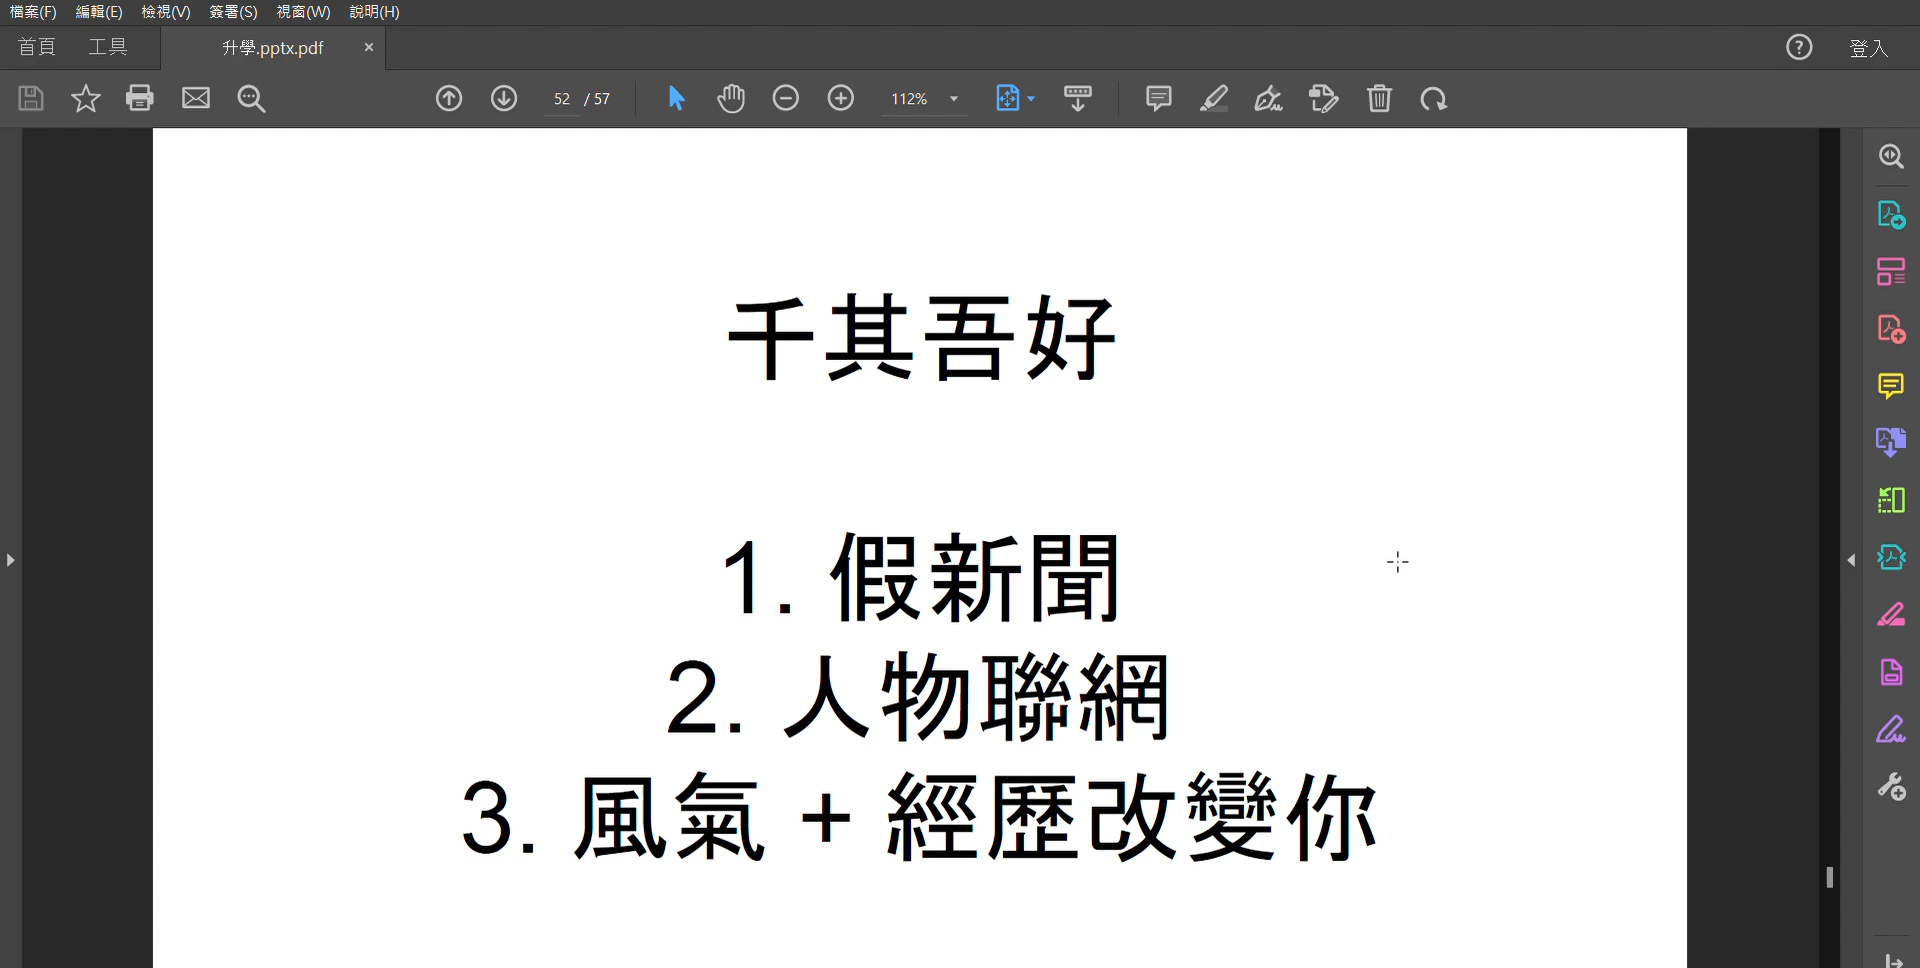 檔案(F) 編輯(E) 檢視(V) 簽署(S) 視窗(W) 說明(H)
首頁 工具 升學.pptx.pdf × ? 登入
52 / 57 112%
千其吾好
1. 假新聞
2. 人物聯網
3. 風氣 + 經歷改變你